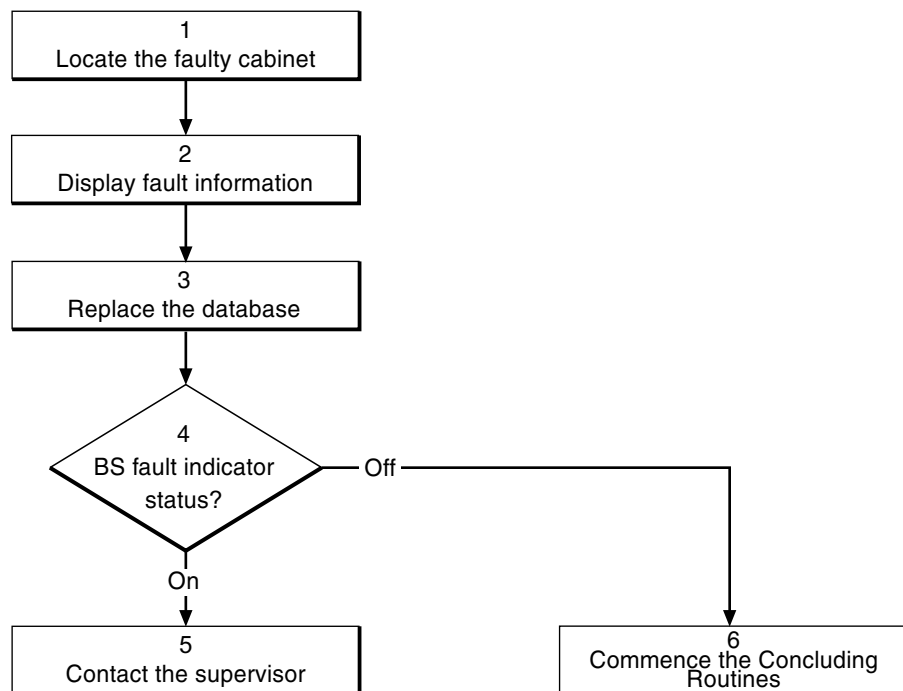 1
Locate the faulty cabinet
2
Display fault information
3
Replace the database
4
BS fault indicator
status?
Off
On
5
Contact the supervisor
6
Commence the Concluding
Routines